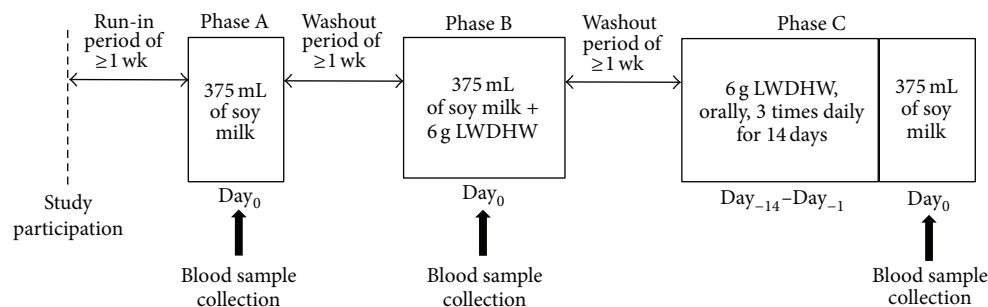 Run-in
period of
≥1 wk
Phase A
375 mL
of soy
milk
Day₀
Blood sample
collection
Washout
period of
≥1 wk
Phase B
375 mL
of soy milk +
6 g LWDHW
Day₀
Blood sample
collection
Washout
period of
≥1 wk
Phase C
6 g LWDHW,
orally, 3 times daily
for 14 days
Day₋₁₄–Day₋₁
375 mL
of soy
milk
Day₀
Blood sample
collection
Study
participation